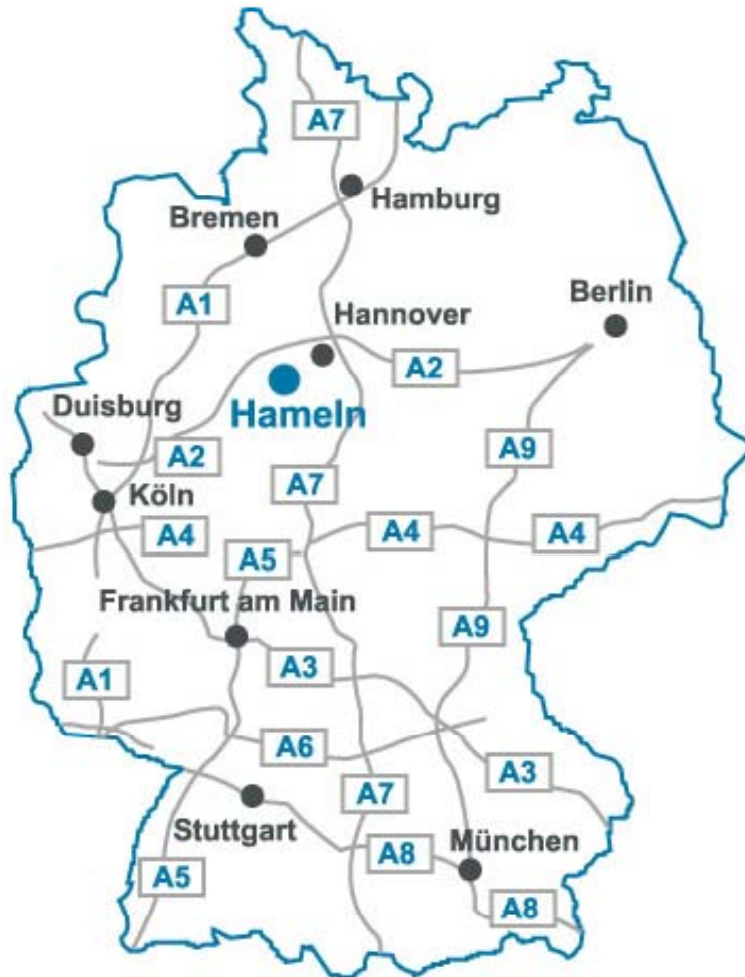 A7
Hamburg
Bremen
A1
Berlin
Hannover
A2
Hameln
Duisburg
A9
A2
A7
Köln
A4
A4
A4
A5
Frankfurt am Main
A9
A3
A1
A6
A3
A7
Stuttgart
München
A8
A5
A8